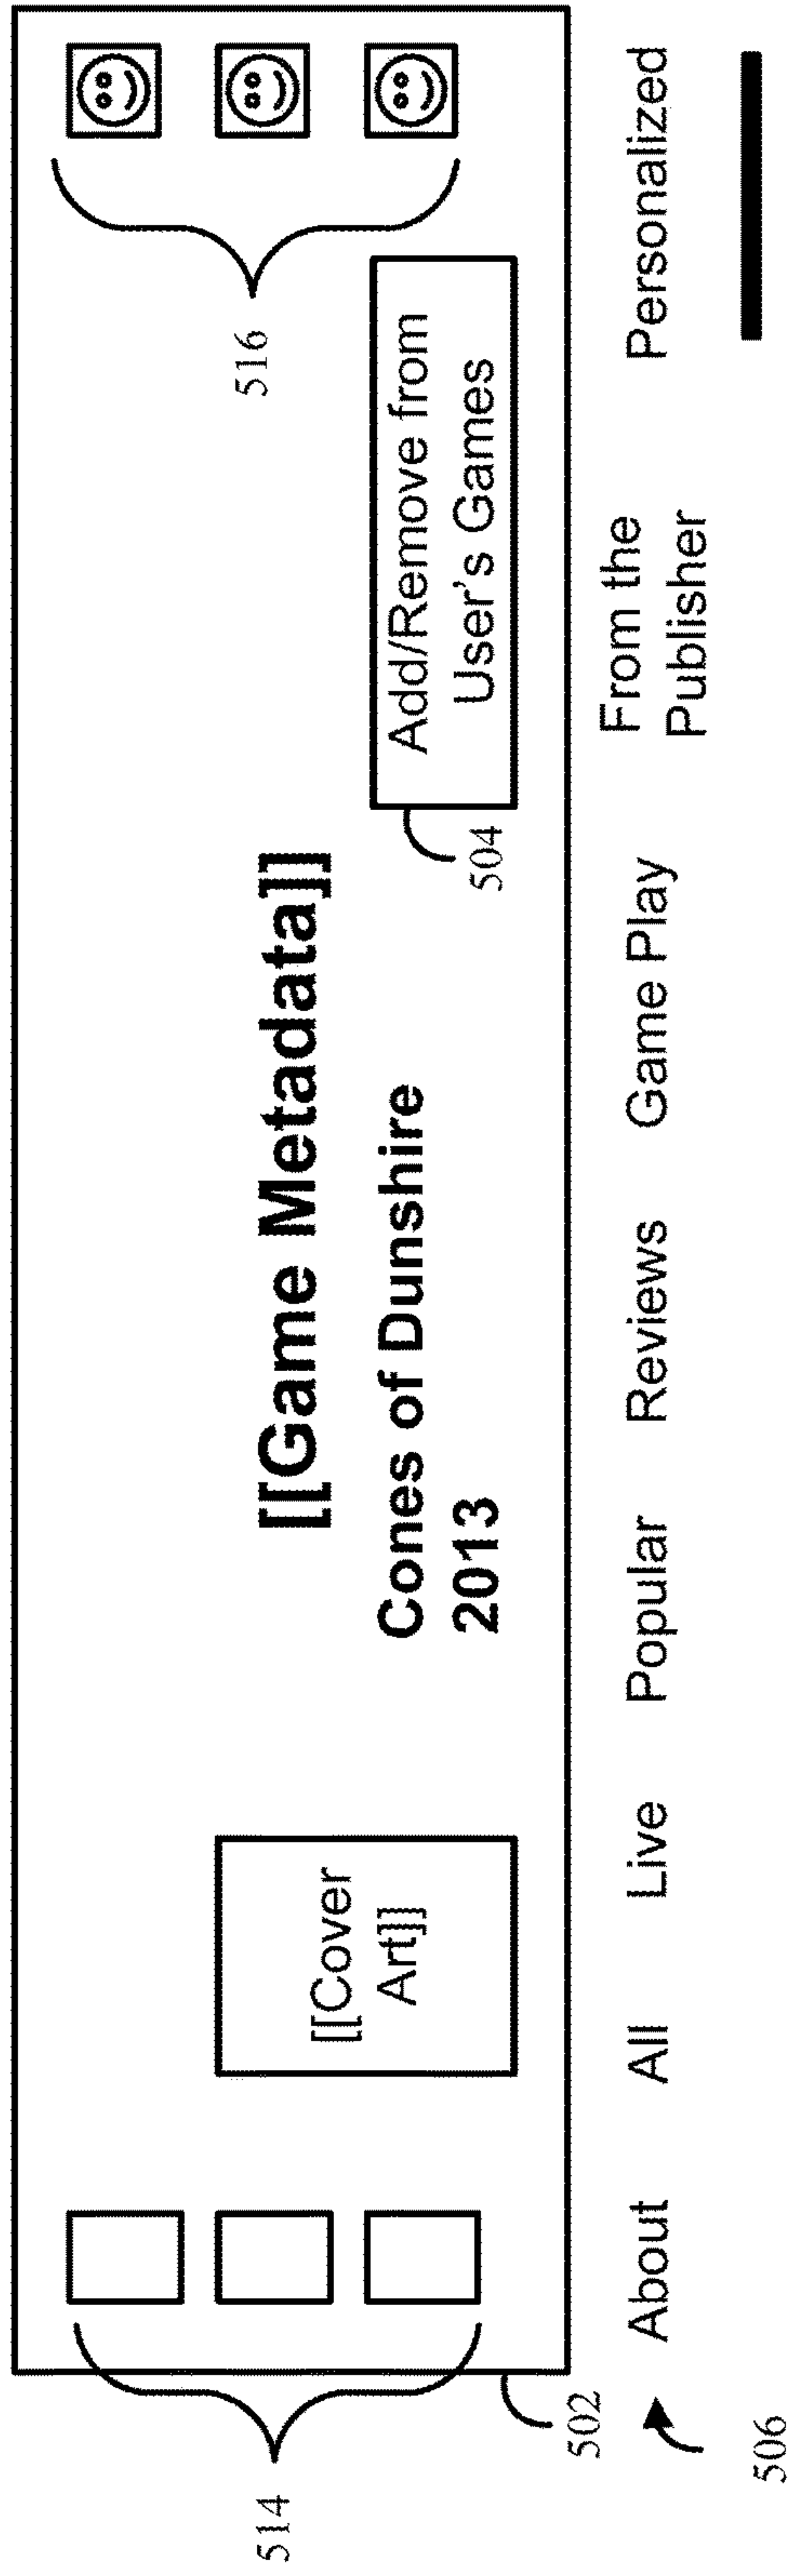 514
516
[[Game Metadata]]
[[Cover
Art]]
Cones of Dunshire
2013
Add/Remove from
User's Games
504
502
506
About
All
Live
Popular
Reviews
Game Play
From the
Publisher
Personalized